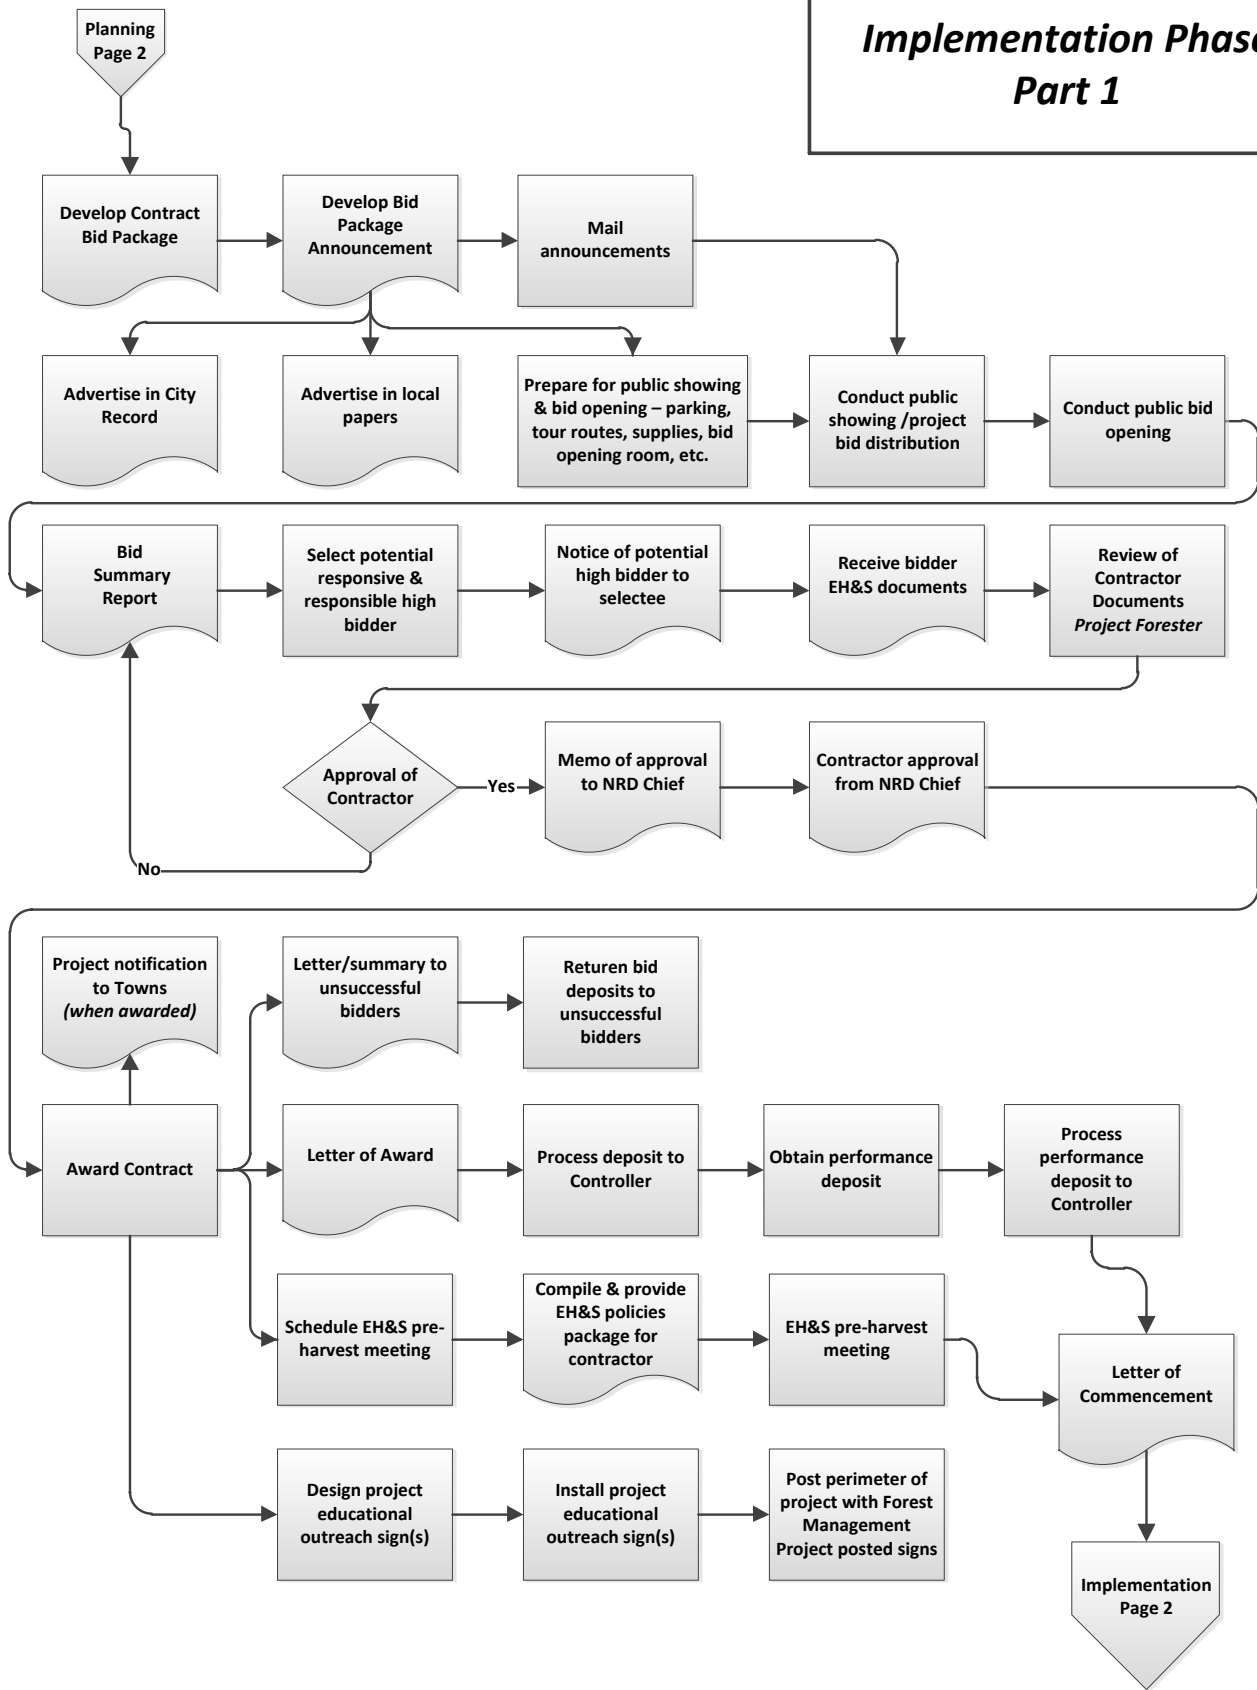 Planning
Page 2
Implementation Phase
Part 1
Develop Contract
Bid Package
Develop Bid
Package
Announcement
Mail
announcements
Advertise in City
Record
Advertise in local
papers
Prepare for public showing
& bid opening – parking,
tour routes, supplies, bid
opening room, etc.
Conduct public
showing /project
bid distribution
Conduct public bid
opening
Bid
Summary
Report
Select potential
responsive &
responsible high
bidder
Notice of potential
high bidder to
selectee
Receive bidder
EH&S documents
Review of
Contractor
Documents
Project Forester
Approval of
Contractor
Yes
Memo of approval
to NRD Chief
Contractor approval
from NRD Chief
No
Project notification
to Towns
(when awarded)
Letter/summary to
unsuccessful
bidders
Returen bid
deposits to
unsuccessful
bidders
Award Contract
Letter of Award
Process deposit to
Controller
Obtain performance
deposit
Process
performance
deposit to
Controller
Schedule EH&S pre-
harvest meeting
Compile & provide
EH&S policies
package for
contractor
EH&S pre-harvest
meeting
Letter of
Commencement
Design project
educational
outreach sign(s)
Install project
educational
outreach sign(s)
Post perimeter of
project with Forest
Management
Project posted signs
Implementation
Page 2